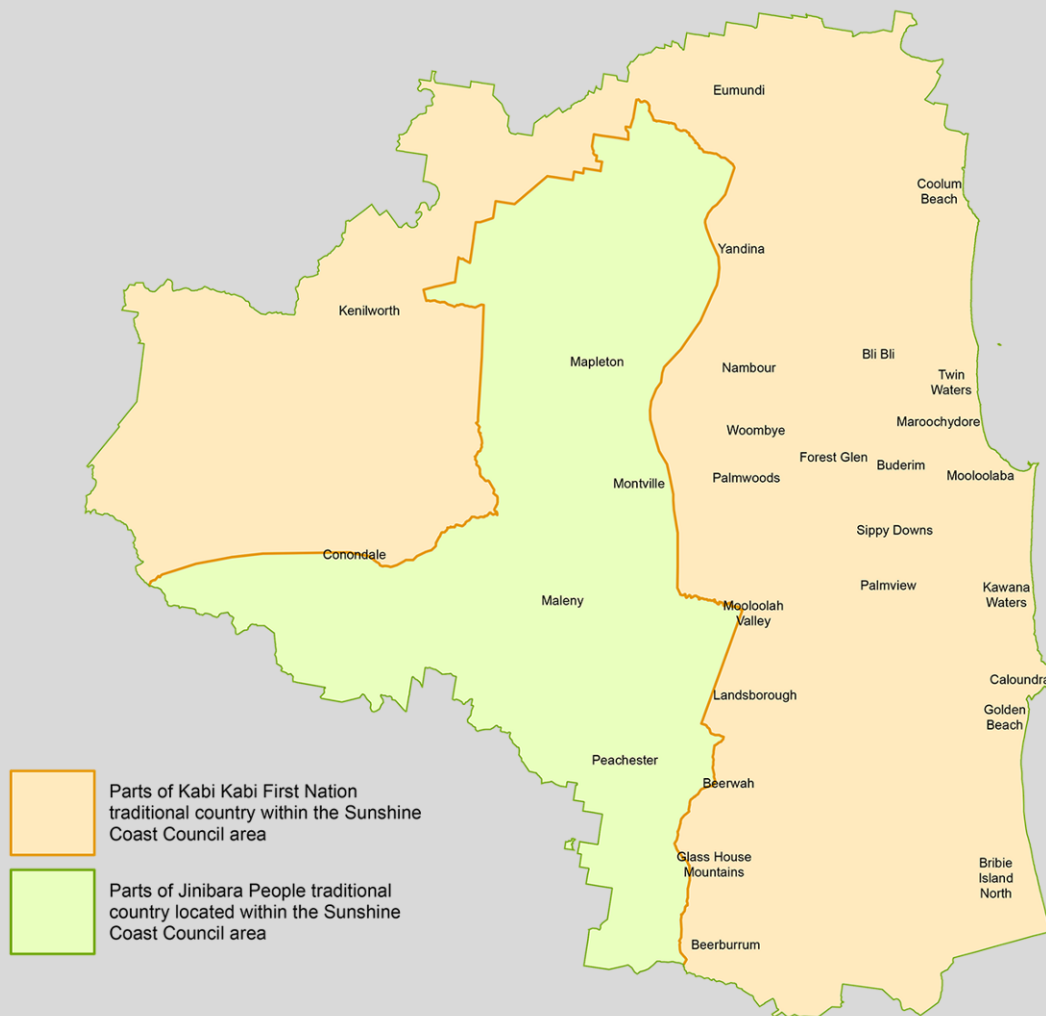 Eumundi
Coolum
Beach
Yandina
Kenilworth
Bli Bli
Mapleton
Nambour
Twin
Waters
Maroochydore
Woombye
Forest Glen
Buderim
Mooloolaba
Palmwoods
Montville
Sippy Downs
Conondale
Palmview
Kawana
Waters
Maleny
Mooloolah
Valley
Caloundra
Landsborough
Golden
Beach
Peachester
Beerwah
Glass House
Mountains
Bribie
Island
North
Beerburrum
Parts of Kabi Kabi First Nation
traditional country within the Sunshine
Coast Council area
Parts of Jinibara People traditional
country located within the Sunshine
Coast Council area